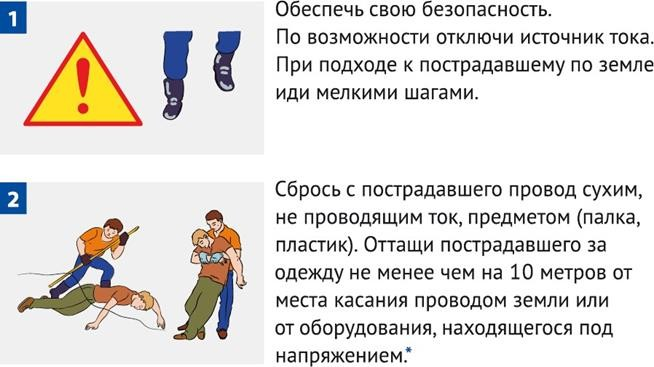 1
Обеспечь свою безопасность.
По возможности отключи источник тока.
При подходе к пострадавшему по земле
иди мелкими шагами.
2
Сбрось с пострадавшего провод сухим,
не проводящим ток, предметом (палка,
пластик). Оттащи пострадавшего за
одежду не менее чем на 10 метров от
места касания проводом земли или
от оборудования, находящегося под
напряжением.*